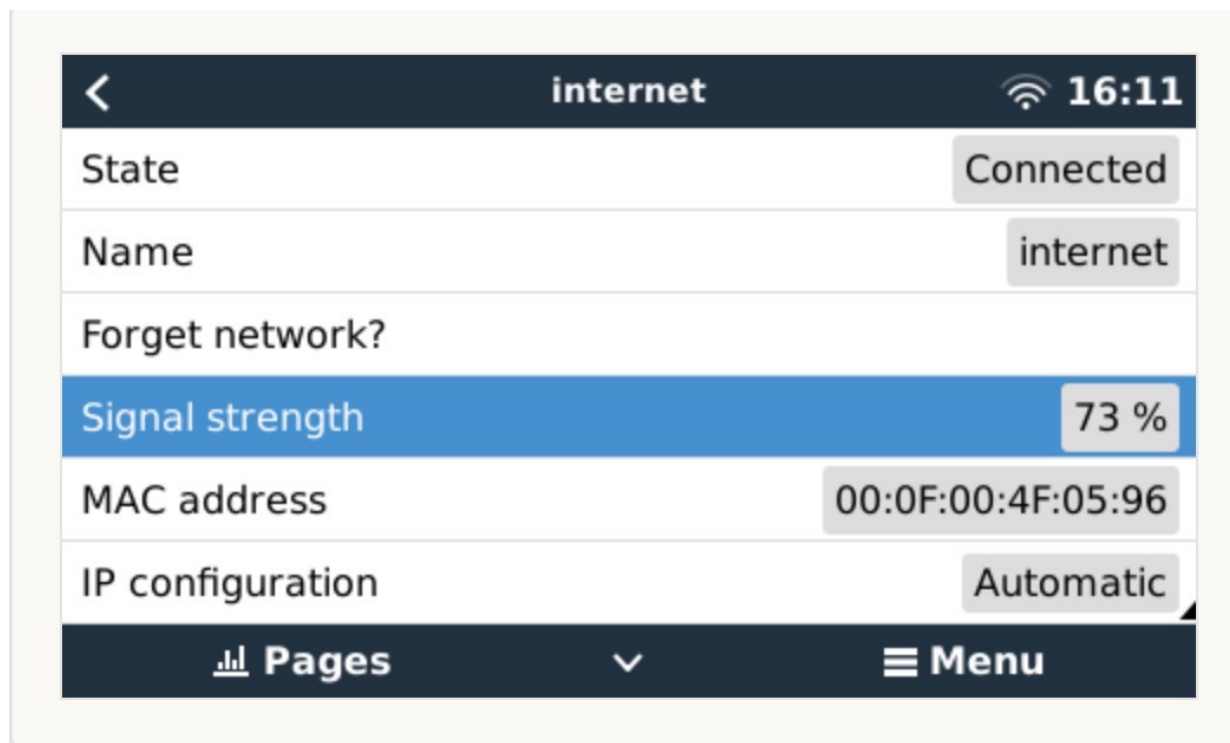 internet 16:11
State Connected
Name internet
Forget network?
Signal strength 73 %
MAC address 00:0F:00:4F:05:96
IP configuration Automatic
Pages Menu